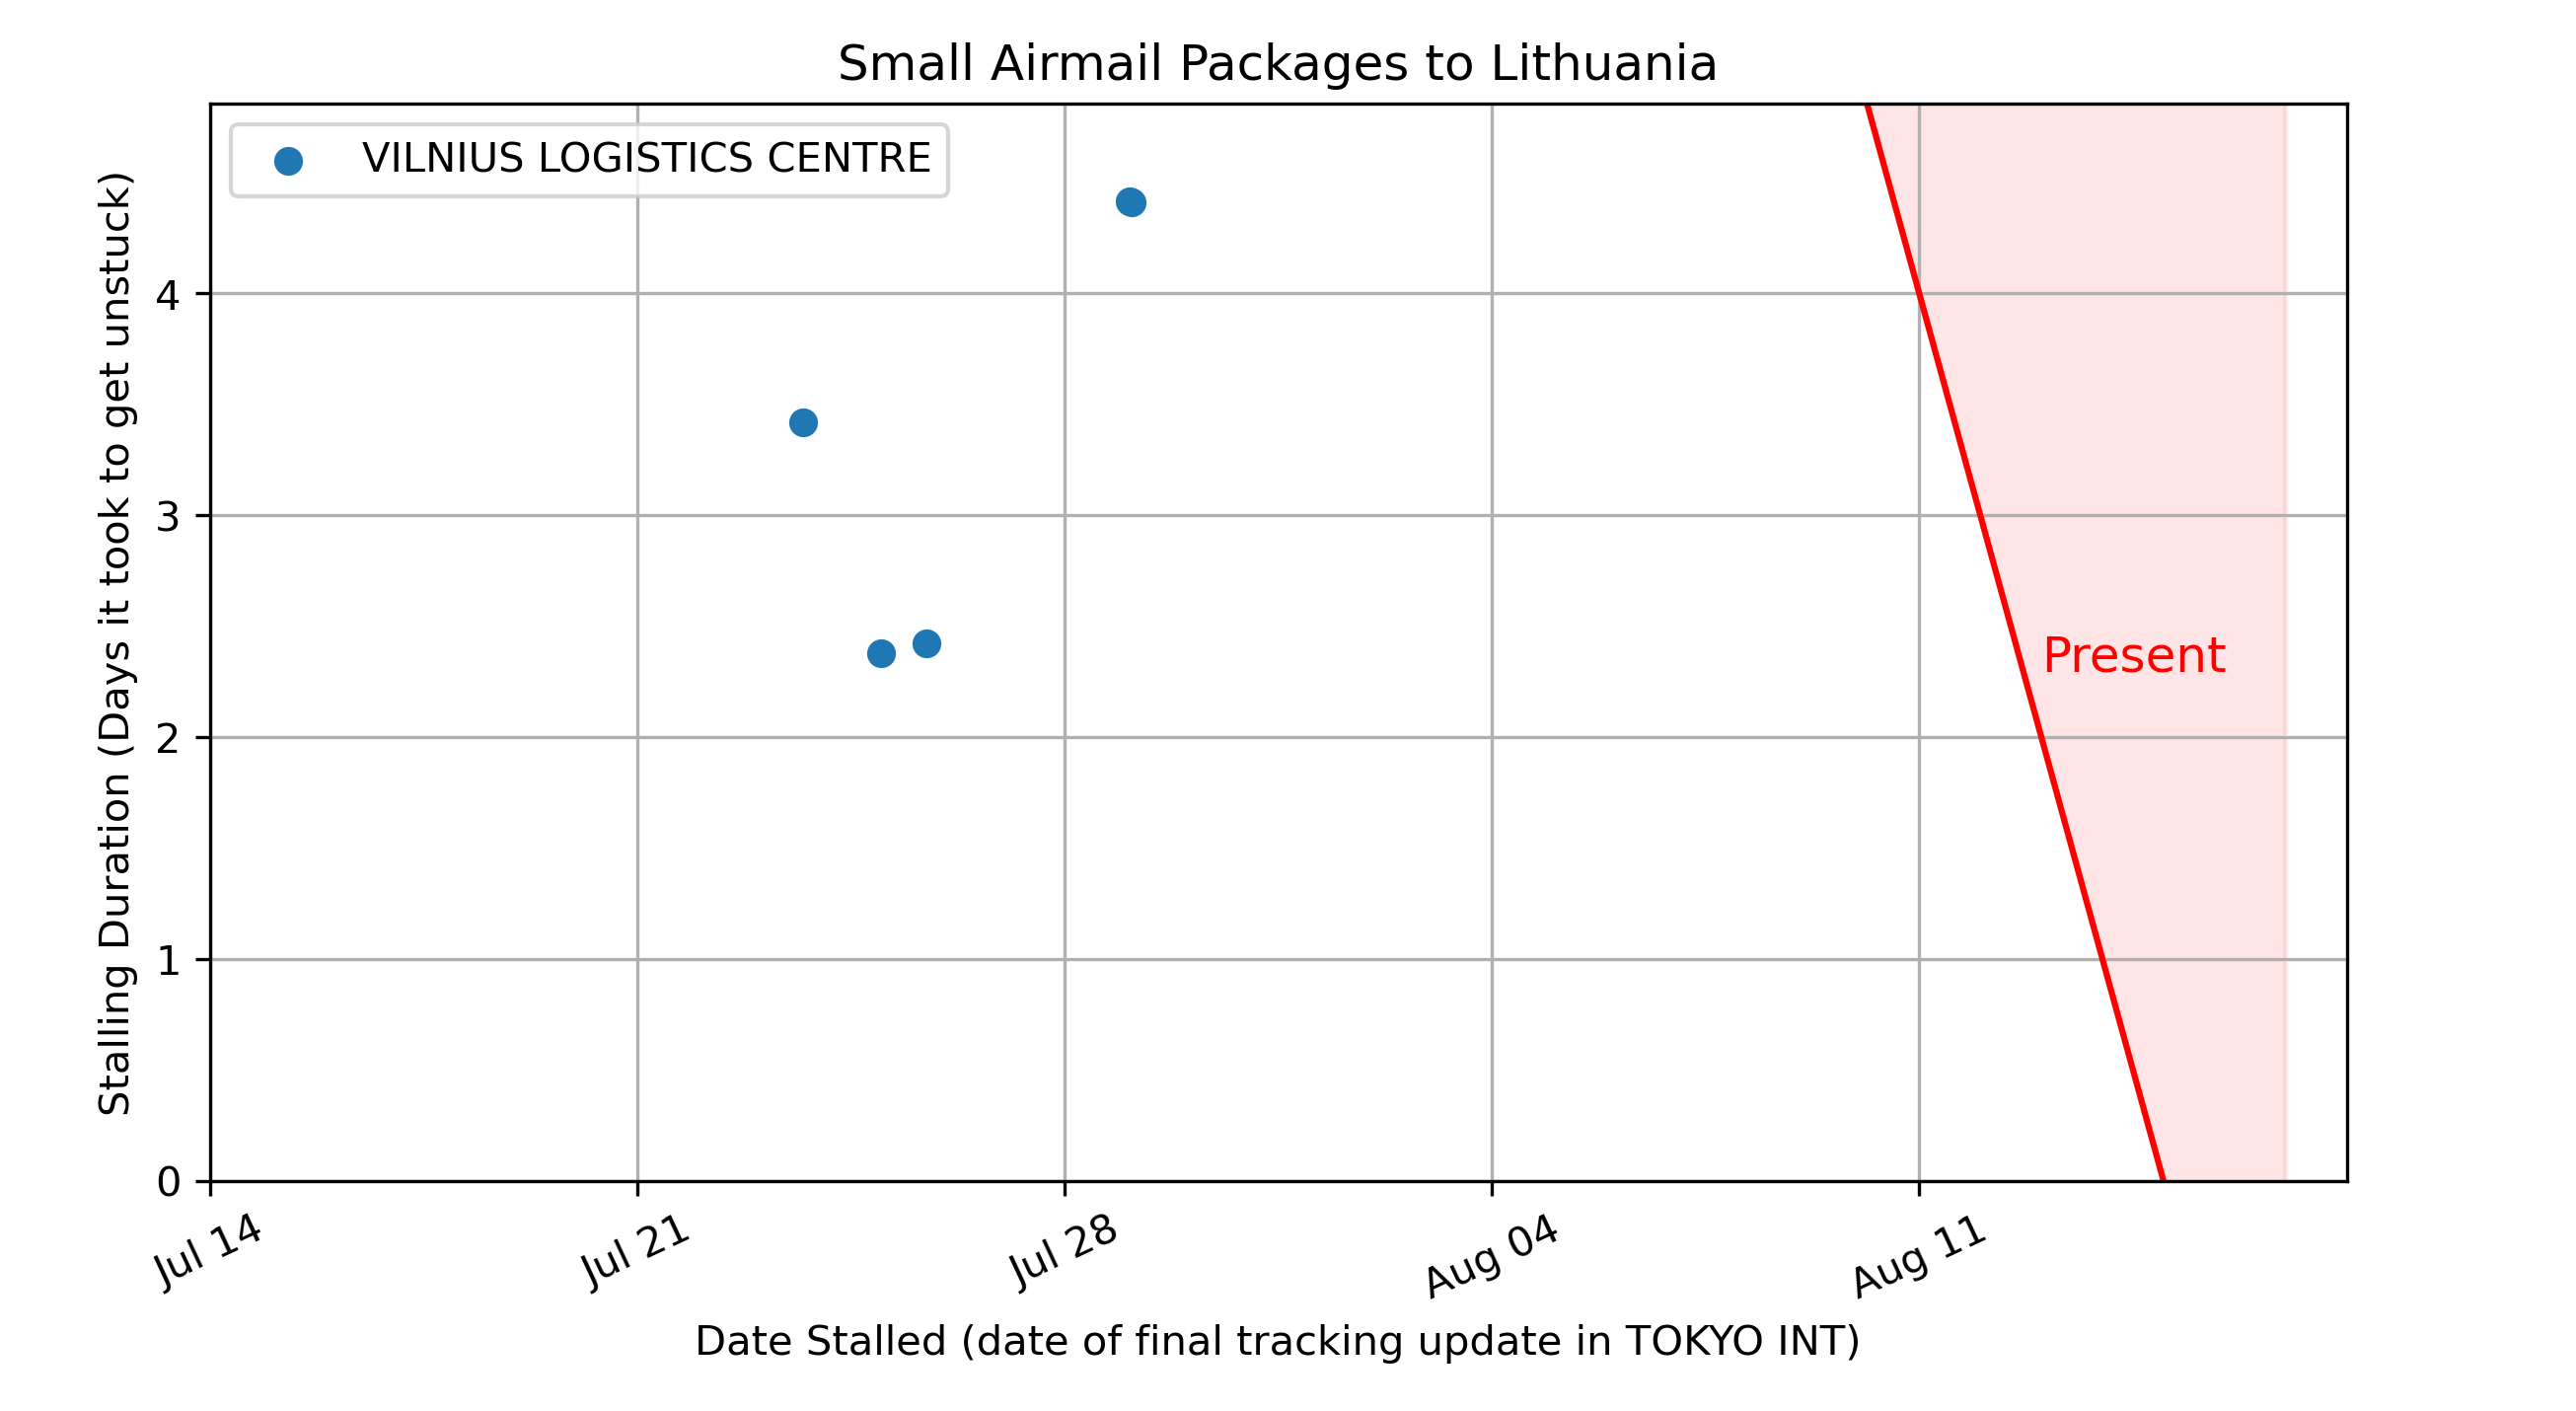 Small Airmail Packages to Lithuania
VILNIUS LOGISTICS CENTRE
Stalling Duration (Days it took to get unstuck)
4
3
2
1
0
Present
Jul 14
Jul 21
Jul 28
Aug 04
Aug 11
Date Stalled (date of final tracking update in TOKYO INT)